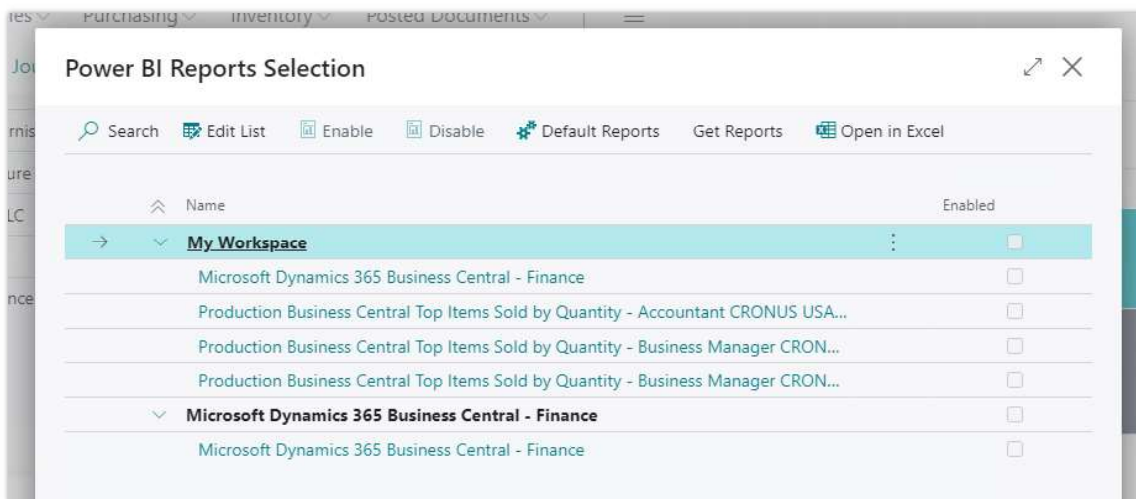 Purchasing Inventory Posted Documents
Power BI Reports Selection
Search Edit List Enable Disable Default Reports Get Reports Open in Excel
Name Enabled
My Workspace
Microsoft Dynamics 365 Business Central - Finance
Production Business Central Top Items Sold by Quantity - Accountant CRONUS USA...
Production Business Central Top Items Sold by Quantity - Business Manager CRON...
Production Business Central Top Items Sold by Quantity - Business Manager CRON...
Microsoft Dynamics 365 Business Central - Finance
Microsoft Dynamics 365 Business Central - Finance